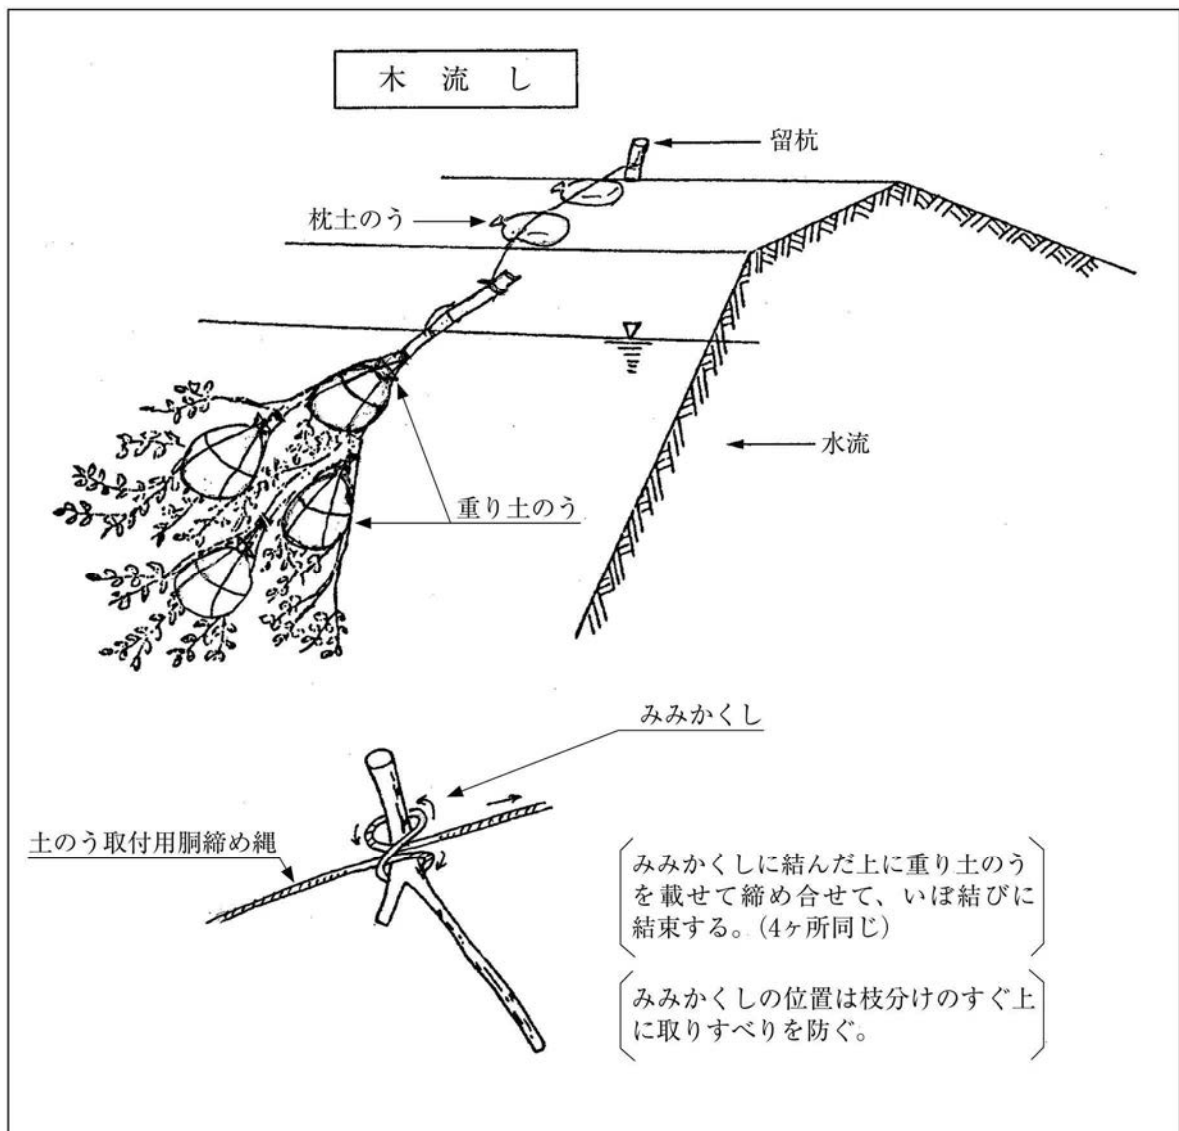 木流し
留杭
枕土のう
水流
重り土のう
みみかくし
土のう取付用胴締め縄
みみかくしに結んだ上に重り土のう
を載せて締め合せて、いぼ結びに
結束する。(4ヶ所同じ)
みみかくしの位置は枝分けのすぐ上
に取りすべりを防ぐ。